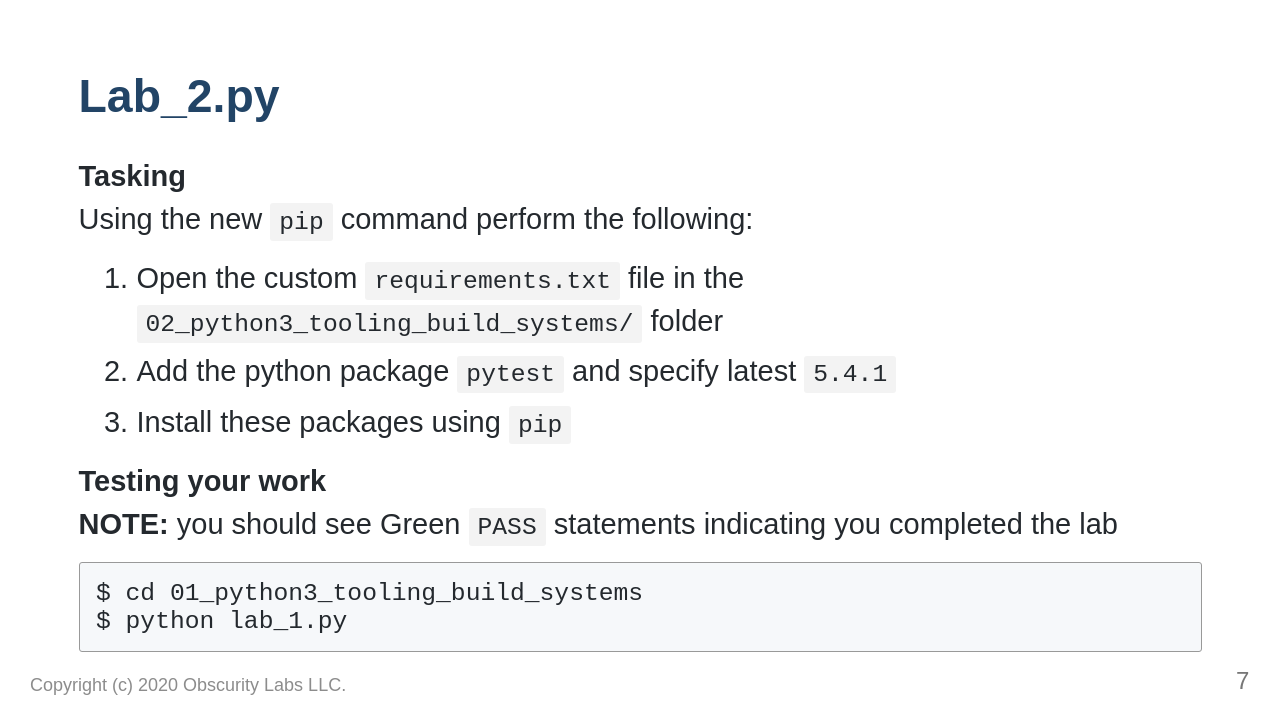 Lab_2.py
Tasking
Using the new pip command perform the following:
1. Open the custom requirements.txt file in the
02_python3_tooling_build_systems/ folder
2. Add the python package pytest and specify latest 5.4.1
3. Install these packages using pip
Testing your work
NOTE: you should see Green PASS statements indicating you completed the lab
$ cd 01_python3_tooling_build_systems
$ python lab_1.py
Copyright (c) 2020 Obscurity Labs LLC.
7